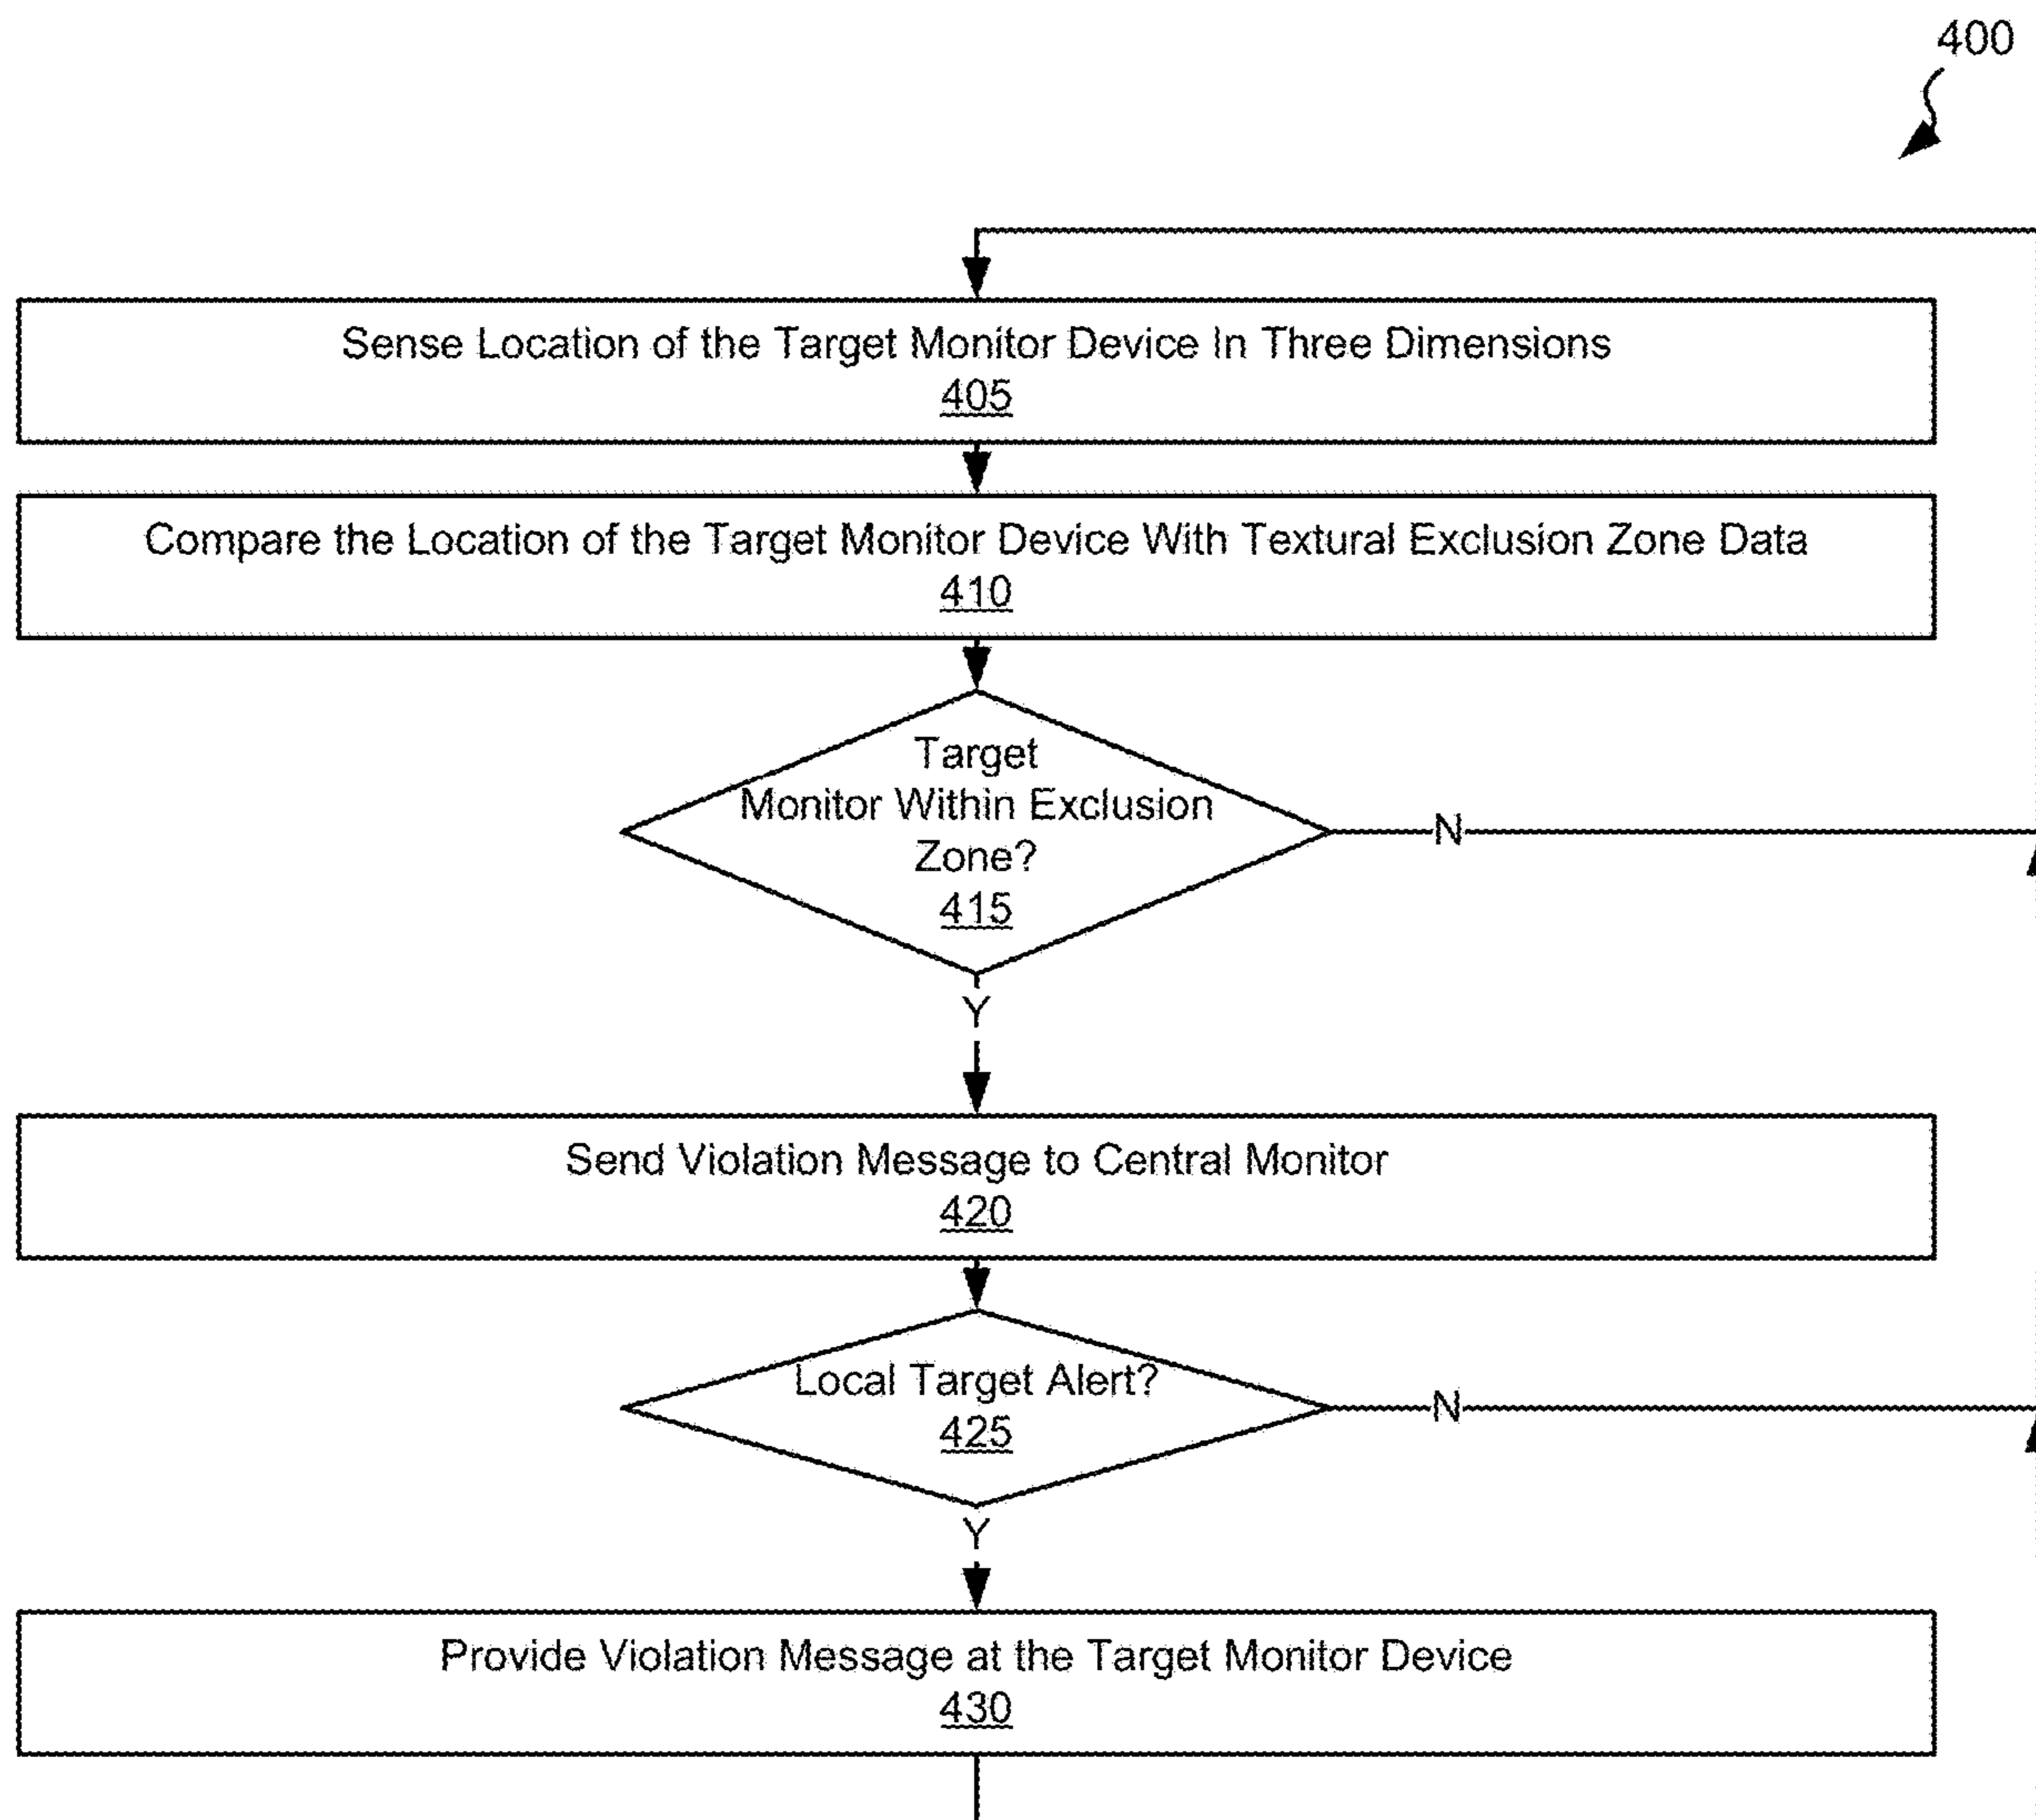 400
Sense Location of the Target Monitor Device In Three Dimensions
405
Compare the Location of the Target Monitor Device With Textural Exclusion Zone Data
410
Target
Monitor Within Exclusion
Zone?
415
N
Y
Send Violation Message to Central Monitor
420
Local Target Alert?
425
N
Y
Provide Violation Message at the Target Monitor Device
430